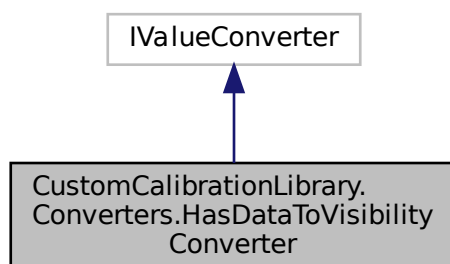 IValueConverter
CustomCalibrationLibrary.
Converters.HasDataToVisibility
Converter